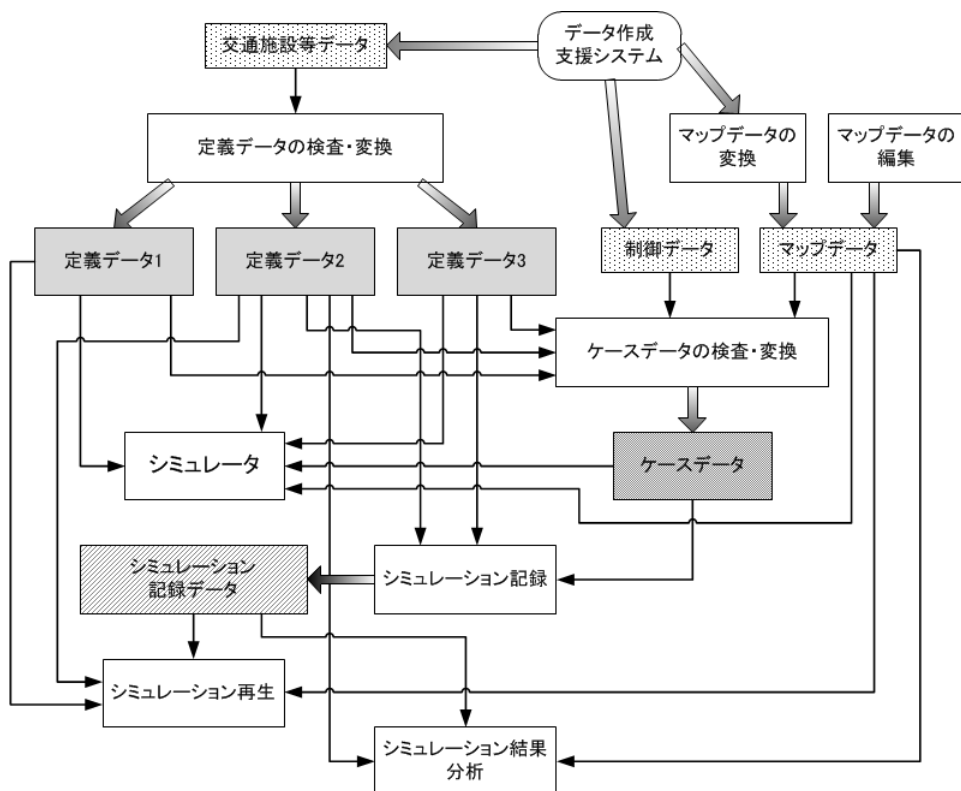 交通施設等データ
データ作成
支援システム
定義データの検査・変換
マップデータの
変換
マップデータの
編集
定義データ1
定義データ2
定義データ3
制御データ
マップデータ
ケースデータの検査・変換
シミュレータ
ケースデータ
シミュレーション
記録データ
シミュレーション記録
シミュレーション再生
シミュレーション結果
分析